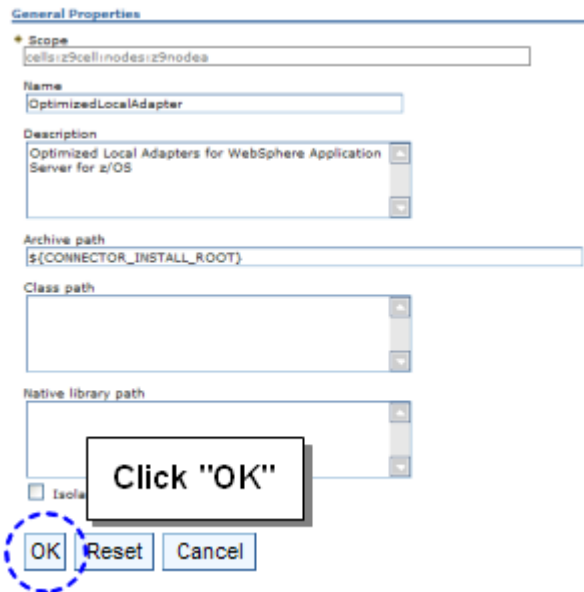 General Properties
Scope
cells:z9cell:nodes:z9nodea
Name
OptimizedLocalAdapter
Description
Optimized Local Adapters for WebSphere Application
Server for z/OS
Archive path
${CONNECTOR_INSTALL_ROOT}
Class path
Native library path
Click "OK"
OK Reset Cancel